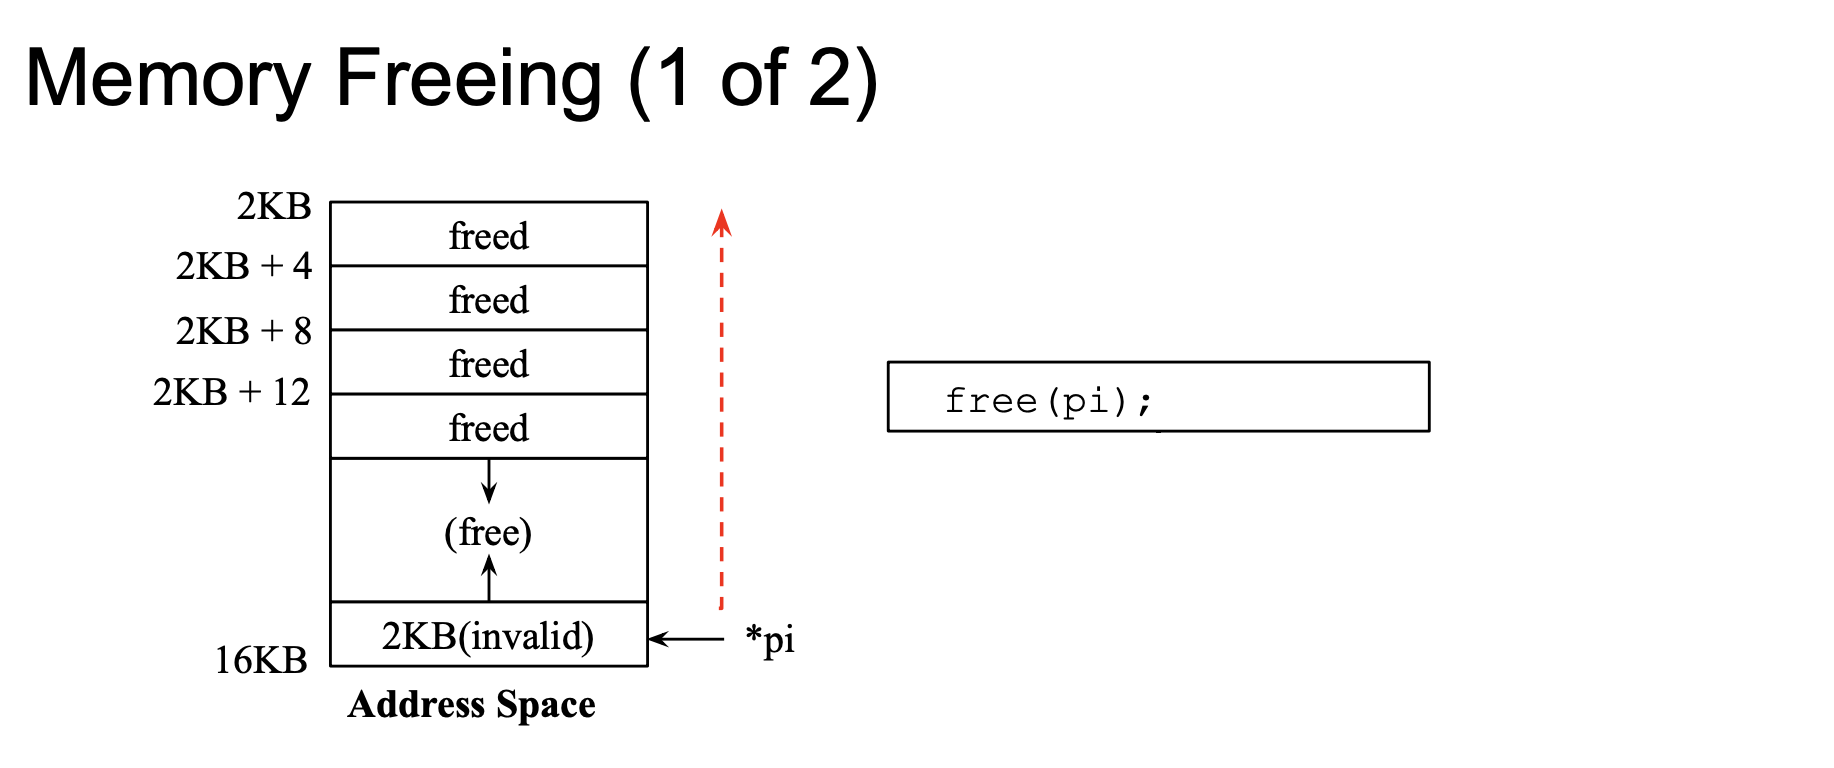 Memory Freeing (1 of 2)
2KB
freed
2KB + 4
freed
2KB + 8
freed
2KB + 12
freed
free(pi);
(free)
2KB(invalid)
*pi
16KB
Address Space